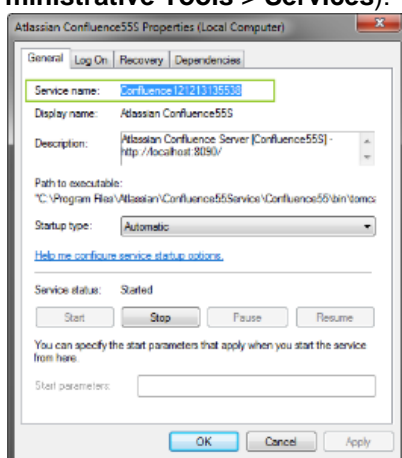 ministrative Tools > Services).
Atlassian Confluence55S Properties (Local Computer)
General Log On Recovery Dependencies
Service name: Confluence121213135538
Display name: Atlassian Confluence55S
Description: Atlassian Confluence Server [Confluence55S] -
http://localhost:8090/
Path to executable:
"C:\Program Files\Atlassian\Confluence55Service\Confluence55\bin\tomca
Startup type: Automatic
Help me configure service startup options.
Service status: Started
Start Stop Pause Resume
You can specify the start parameters that apply when you start the service
from here.
Start parameters:
OK Cancel Apply